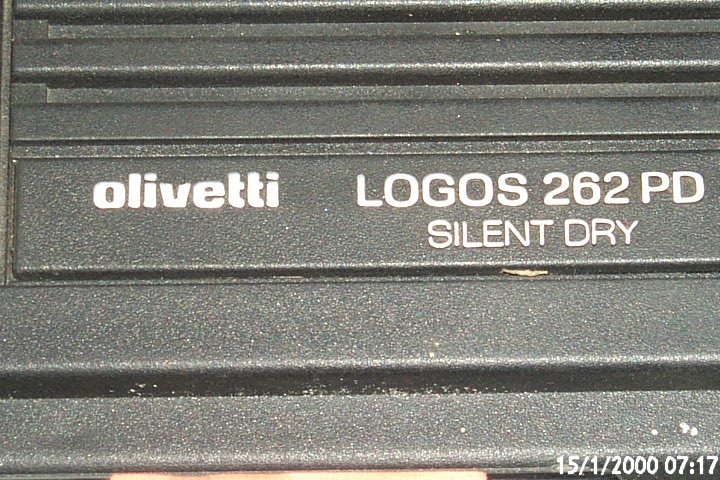 olivetti LOGOS 262 PD
SILENT DRY
15/1/2000 07:17